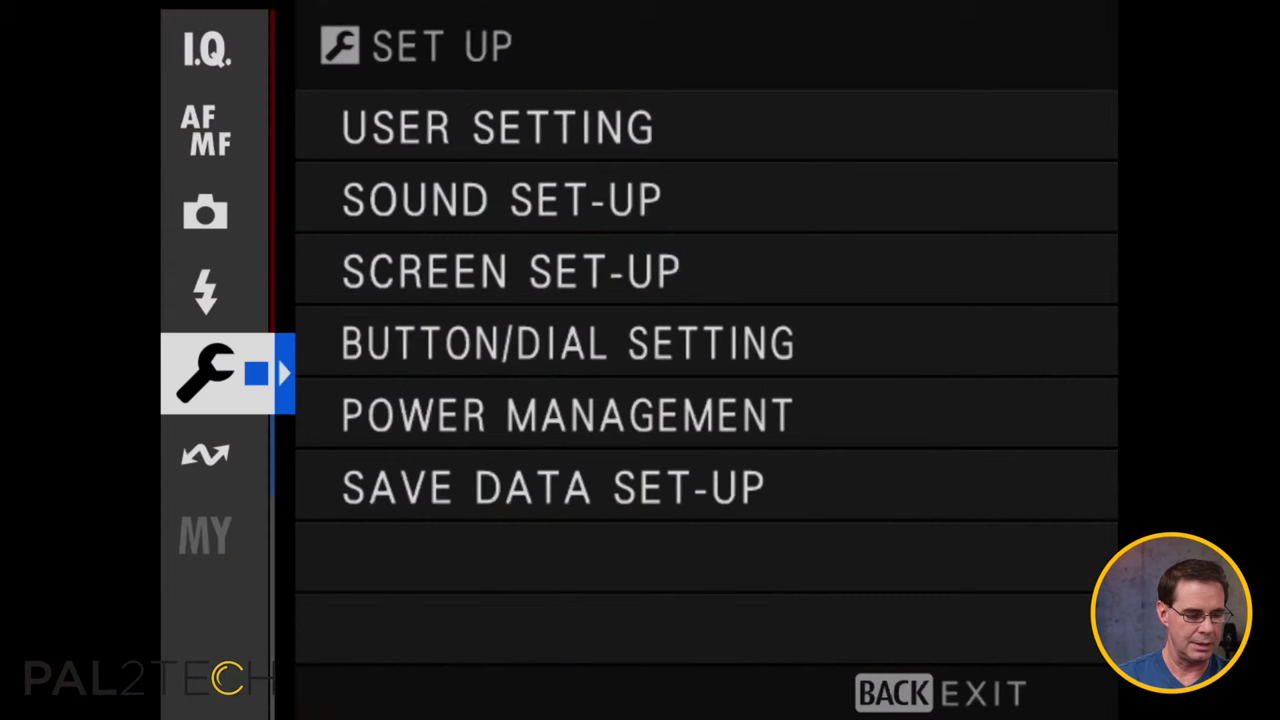 I.Q.
AF
MF
MY
SET UP
USER SETTING
SOUND SET-UP
SCREEN SET-UP
BUTTON/DIAL SETTING
POWER MANAGEMENT
SAVE DATA SET-UP
BACK EXIT
PAL2TECH